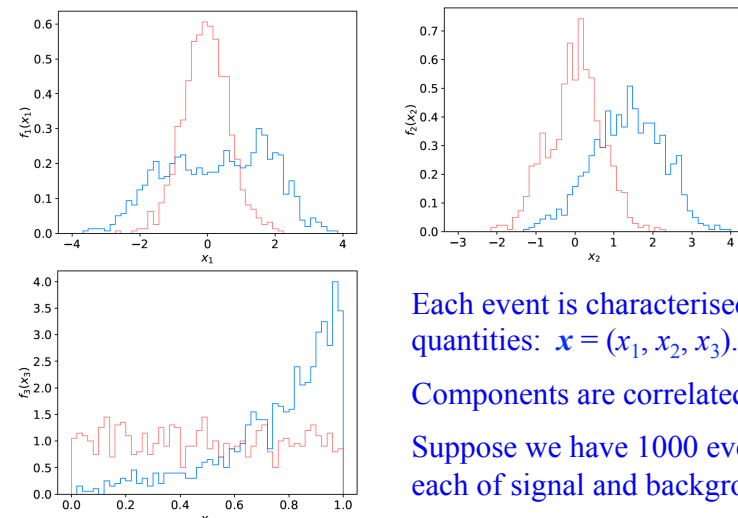 0.6
0.5
0.4
0.3
0.2
0.1
0.0
f₁(x₁)
−4 −2 0 2 4
x₁
0.7
0.6
0.5
0.4
0.3
0.2
0.1
0.0
f₂(x₂)
−3 −2 −1 0 1 2 3 4
x₂
4.0
3.5
3.0
2.5
2.0
1.5
1.0
0.5
0.0
f₃(x₃)
0.0 0.2 0.4 0.6 0.8 1.0
Each event is characterised
quantities: x = (x₁, x₂, x₃).
Components are correlated
Suppose we have 1000
each of signal and